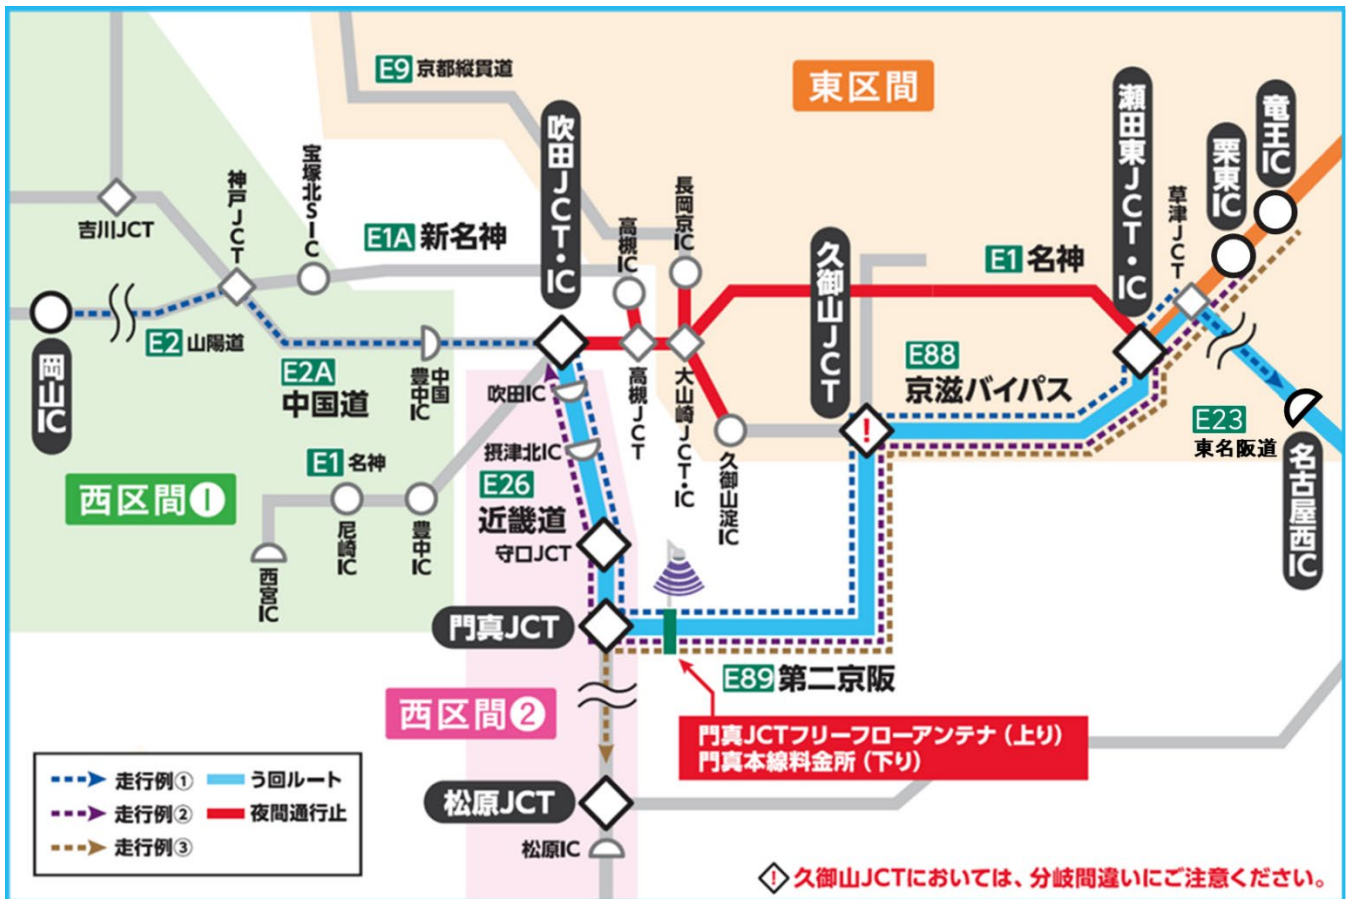 E9 京都縦貫道
東区間
吹田JCT・IC
瀬田東JCT・IC
竜王IC
栗東IC
草津JCT
宝塚北SIC
神戸JCT
吉川JCT
E1A 新名神
高槻IC
長岡京IC
久御山JCT
E1 名神
岡山IC
E2 山陽道
E2A
中国道
中国
豊中IC
吹田IC
高槻JCT
大山崎JCT・IC
E88
京滋バイパス
E23
東名阪道
名古屋西IC
摂津北IC
久御山淀IC
E1 名神
西区間❶
E26
近畿道
尼崎IC
豊中IC
西宮IC
守口JCT
門真JCT
E89 第二京阪
西区間❷
門真JCTフリーフローアンテナ（上り）
門真本線料金所（下り）
走行例①
う回ルート
走行例②
夜間通行止
走行例③
松原JCT
松原IC
!
! 久御山JCTにおいては、分岐間違いにご注意ください。